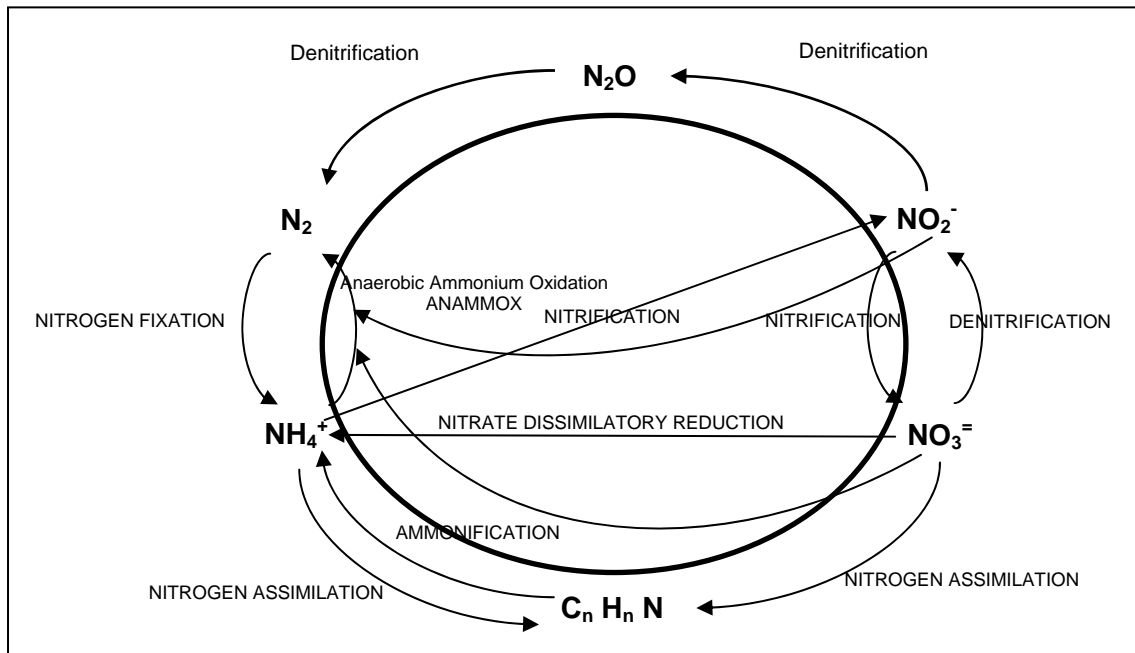 Denitrification
Denitrification
N₂O
N₂
NO₂⁻
Anaerobic Ammonium Oxidation
ANAMMOX
NITROGEN FIXATION
NITRIFICATION
NITRIFICATION
DENITRIFICATION
NH₄⁺
NITRATE DISSIMILATORY REDUCTION
NO₃⁼
AMMONIFICATION
NITROGEN ASSIMILATION
NITROGEN ASSIMILATION
Cₙ Hₙ N